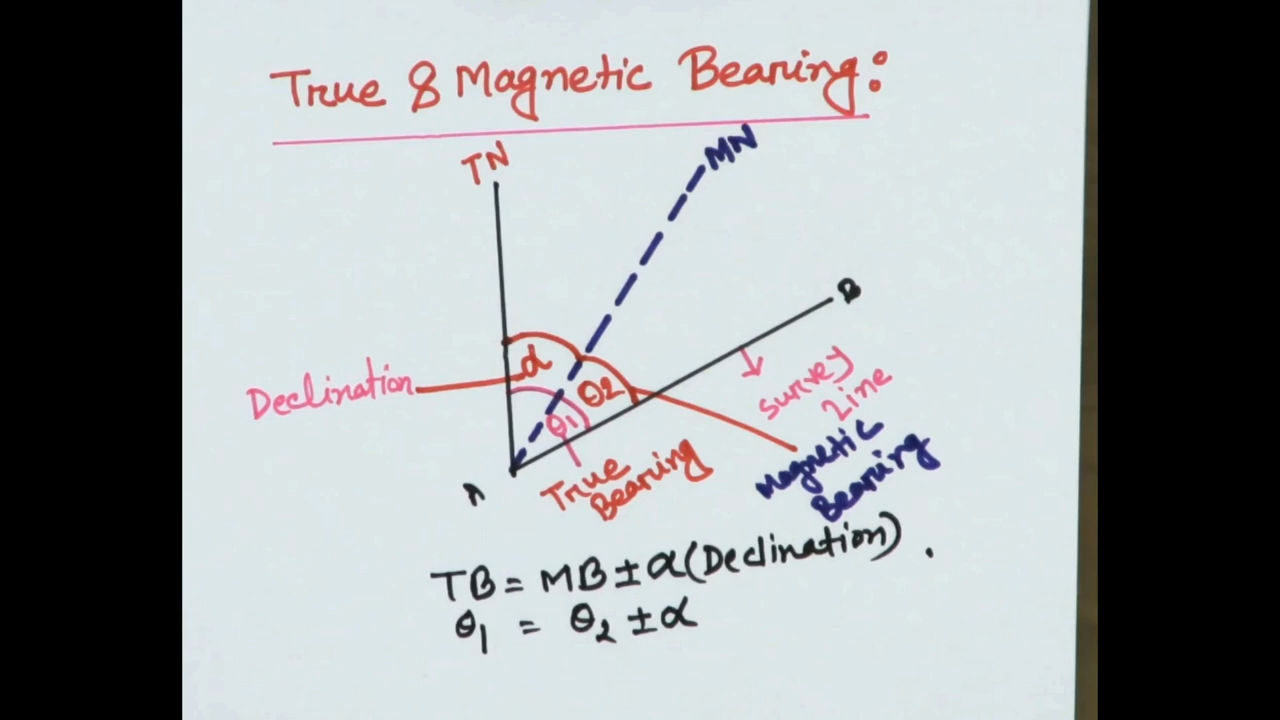 True & Magnetic Bearing:
TN
MN
B
Declination
α
θ1
θ2
Survey
Line
True
Bearing
Magnetic
Bearing
A
TB = MB ± α (Declination).
θ1 = θ2 ± α